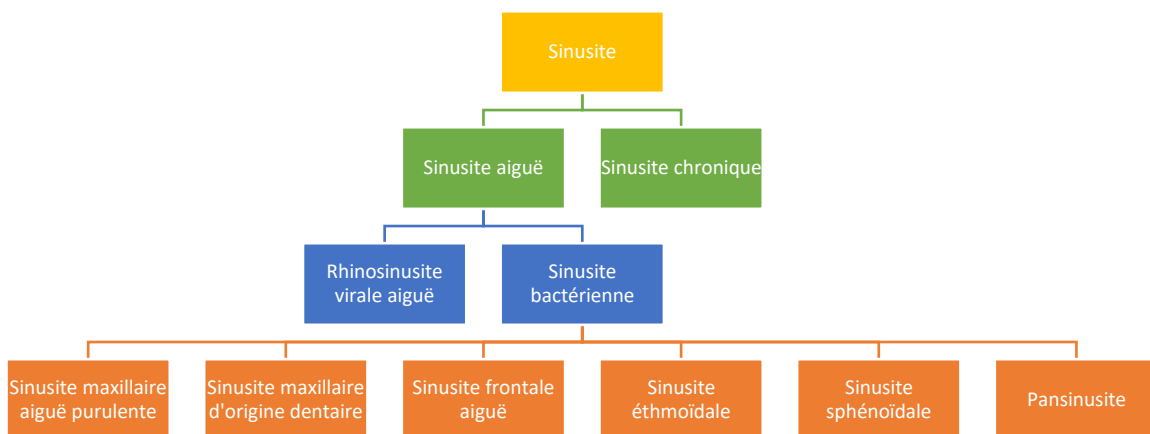 Sinusite
Sinusite aiguë
Sinusite chronique
Rhinosinusite
virale aiguë
Sinusite
bactérienne
Sinusite maxillaire
aiguë purulente
Sinusite maxillaire
d'origine dentaire
Sinusite frontale
aiguë
Sinusite
éthmoïdale
Sinusite
sphénoïdale
Pansinusite